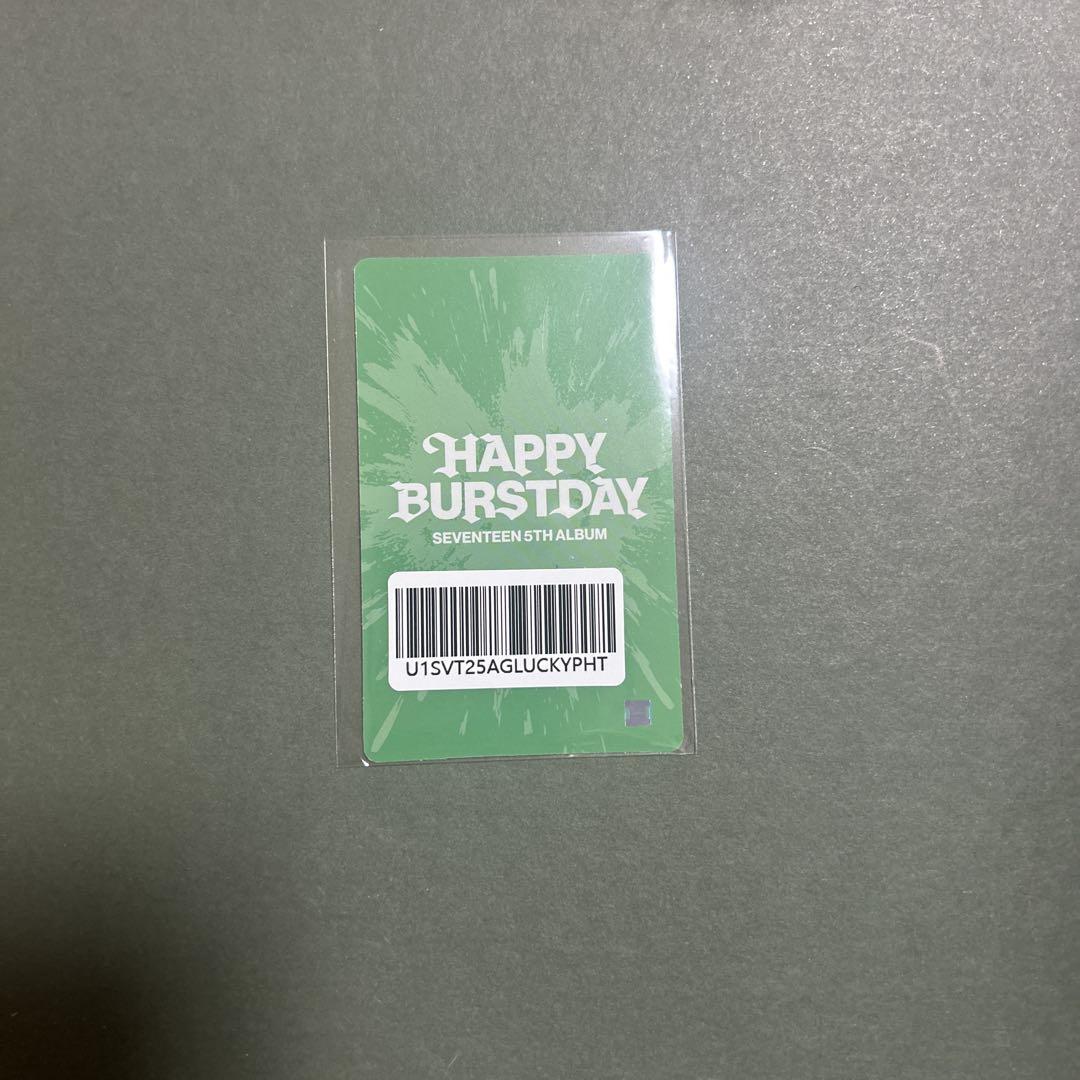 HAPPY
BURSTDAY
SEVENTEEN 5TH ALBUM
U1SVT25AGLUCKYPHT